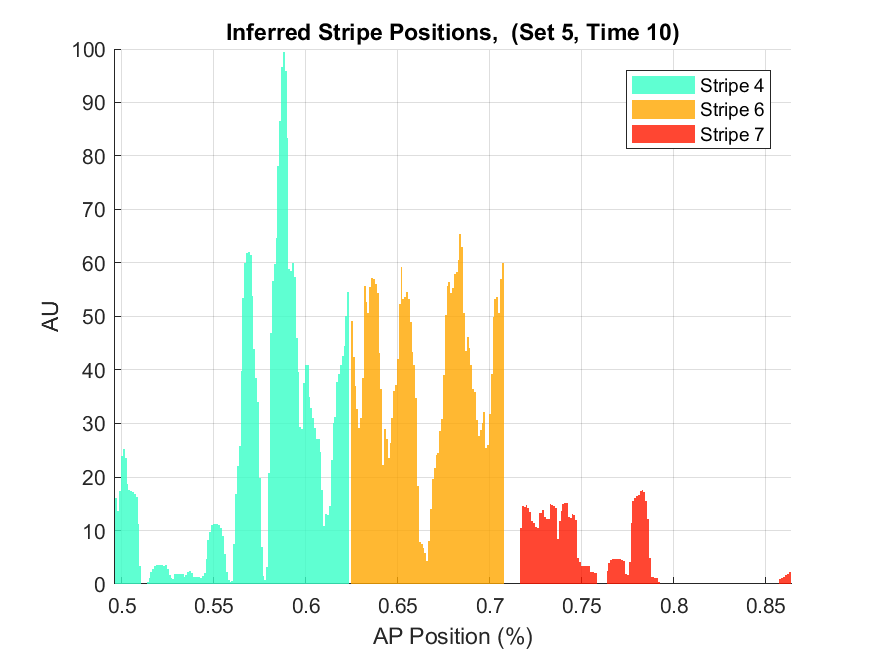 Inferred Stripe Positions,  (Set 5, Time 10)
100
90
80
70
60
50
40
30
20
10
0
AU
Stripe 4
Stripe 6
Stripe 7
0.5 0.55 0.6 0.65 0.7 0.75 0.8 0.85
AP Position (%)